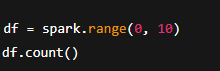 df = spark.range(0, 10)
df.count()